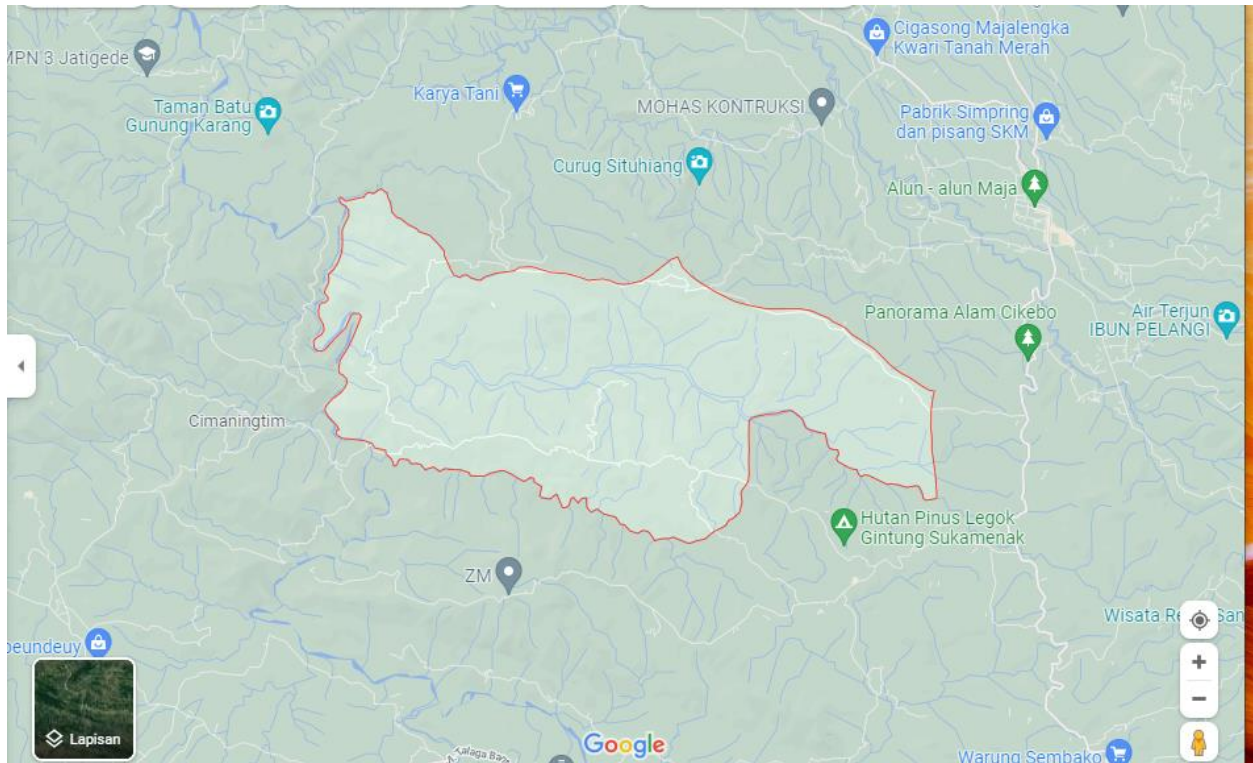 MPN 3 Jatigede
Taman Batu
Gunung Karang
Karya Tani
MOHAS KONTRUKSI
Cigasong Majalengka
Kwari Tanah Merah
Pabrik Simpring
dan pisang SKM
Curug Situhiang
Alun - alun Maja
Panorama Alam Cikebo
Air Terjun
IBUN PELANGI
Cimaningtim
Hutan Pinus Legok
Gintung Sukamenak
ZM
Wisata Re San
peundeuy
Lapisan
Google
Warung Sembako